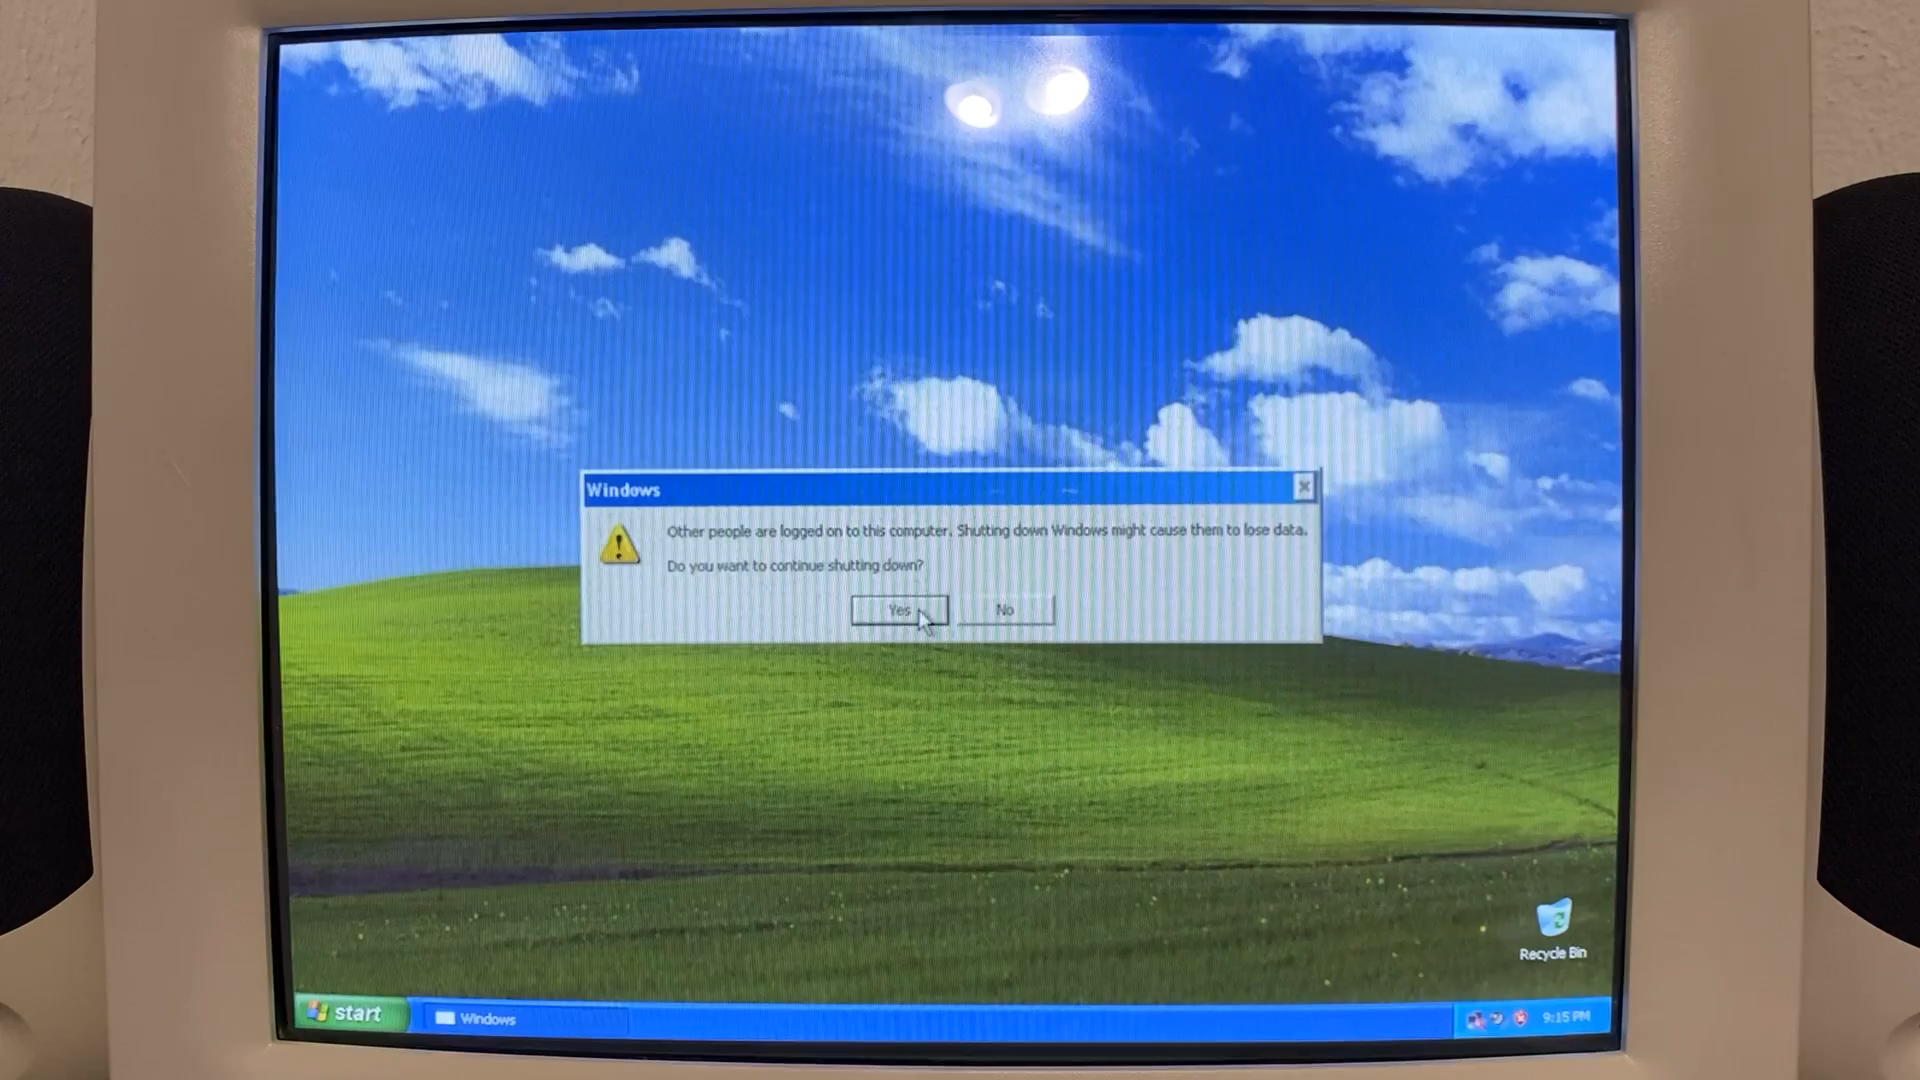 Windows
Other people are logged on to this computer. Shutting down Windows might cause them to lose data.
Do you want to continue shutting down?
Yes No
Recycle Bin
start Windows 9:15 PM